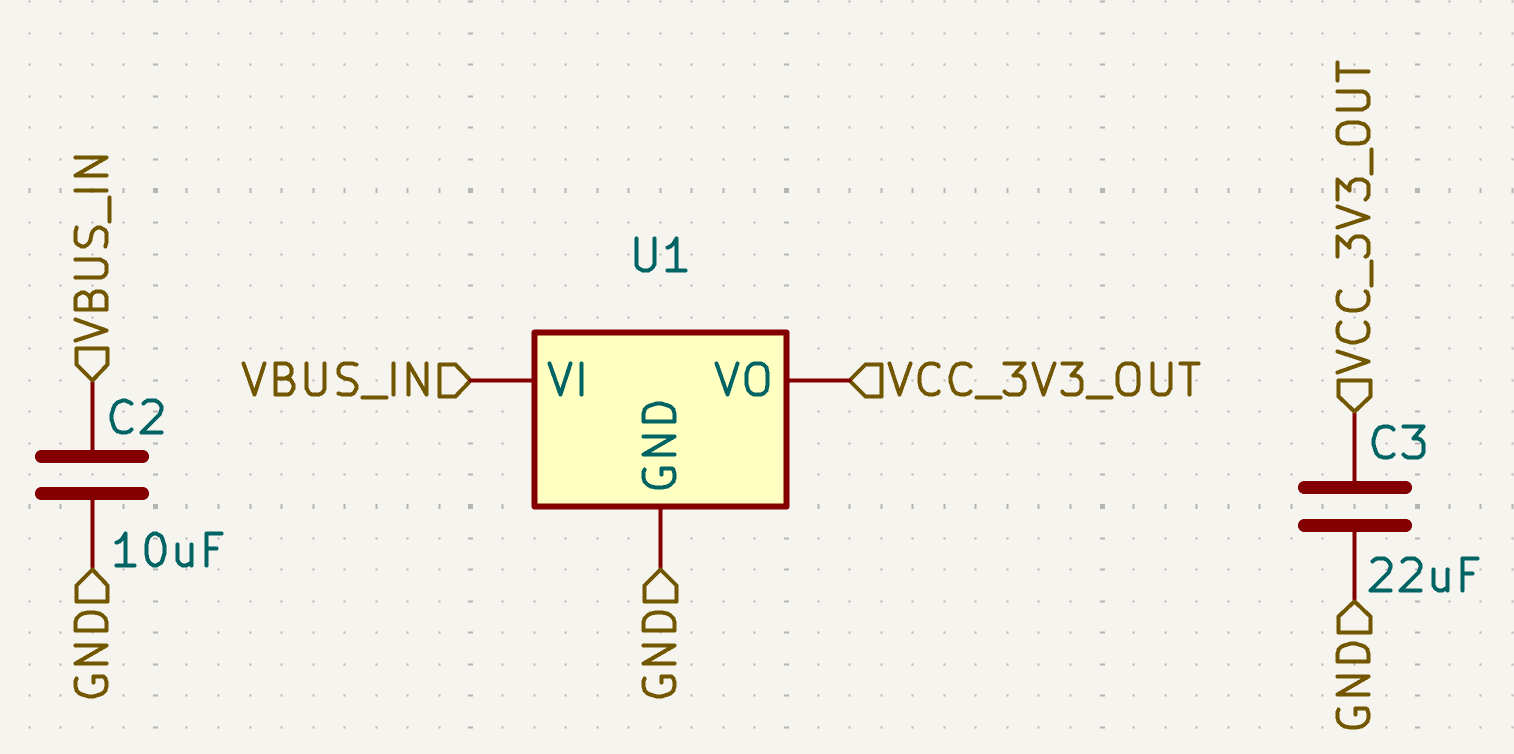 VBUS_IN
C2
10uF
GND
U1
VBUS_IN
VI
VO
GND
VCC_3V3_OUT
GND
VCC_3V3_OUT
C3
22uF
GND